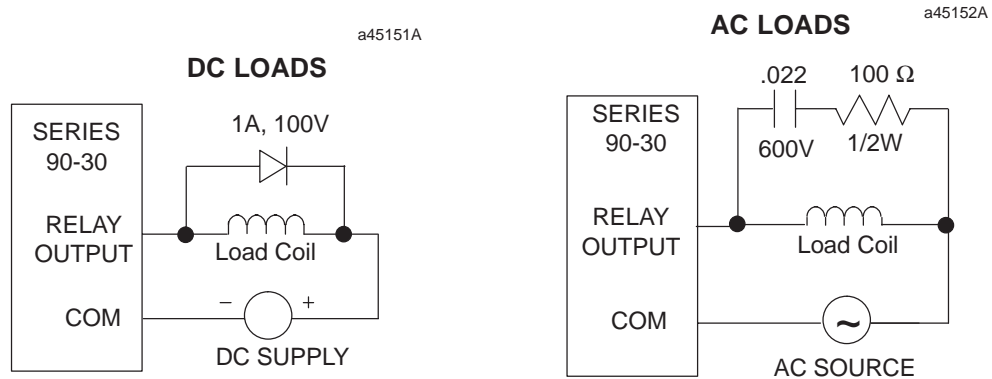 a45151A
DC LOADS
SERIES
90-30
1A, 100V
RELAY
OUTPUT
Load Coil
COM
– +
DC SUPPLY
a45152A
AC LOADS
SERIES
90-30
.022 100 Ω
600V 1/2W
RELAY
OUTPUT
Load Coil
COM
~
AC SOURCE